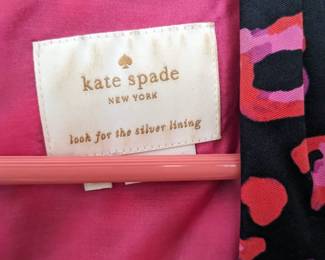 kate spade
NEW YORK
look for the silver lining